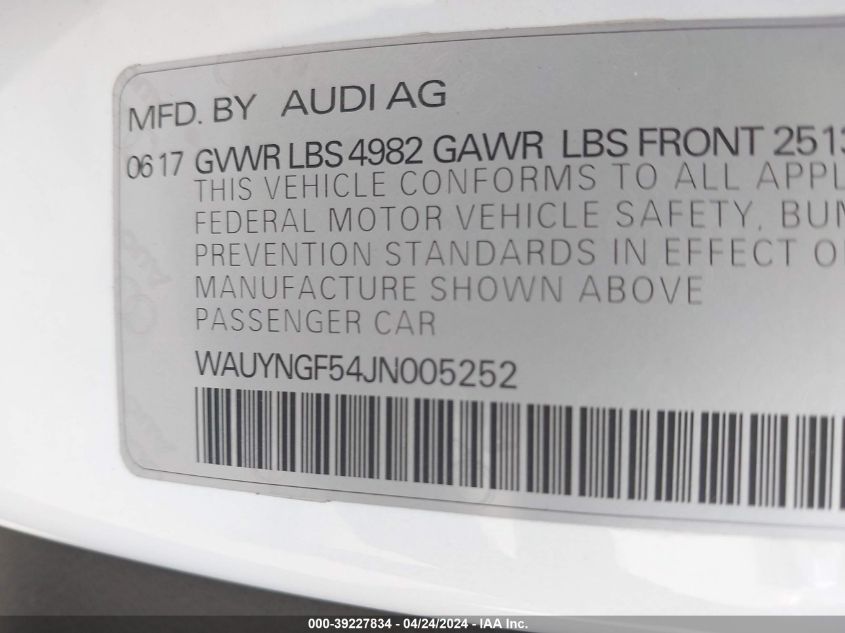 MFD. BY AUDI AG
06 17 GVWR LBS 4982 GAWR LBS FRONT 2513
THIS VEHICLE CONFORMS TO ALL APPL
FEDERAL MOTOR VEHICLE SAFETY, BUM
PREVENTION STANDARDS IN EFFECT O
MANUFACTURE SHOWN ABOVE
PASSENGER CAR
WAUYNGF54JN005252
000-39227834 - 04/24/2024 - IAA Inc.